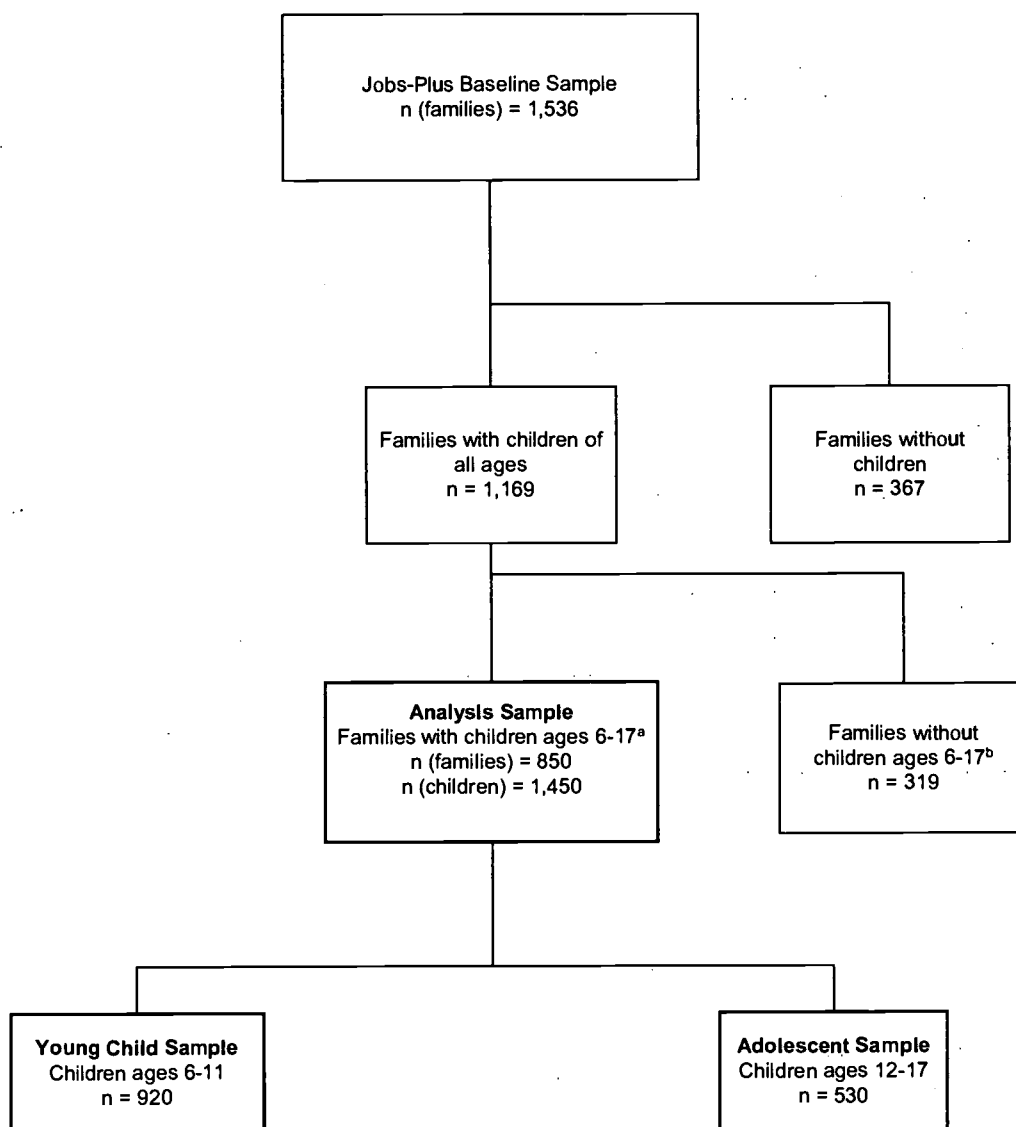 Jobs-Plus Baseline Sample
n (families) = 1,536
Families with children of
all ages
n = 1,169
Families without
children
n = 367
Analysis Sample
Families with children ages 6-17ᵃ
n (families) = 850
n (children) = 1,450
Families without
children ages 6-17ᵇ
n = 319
Young Child Sample
Children ages 6-11
n = 920
Adolescent Sample
Children ages 12-17
n = 530